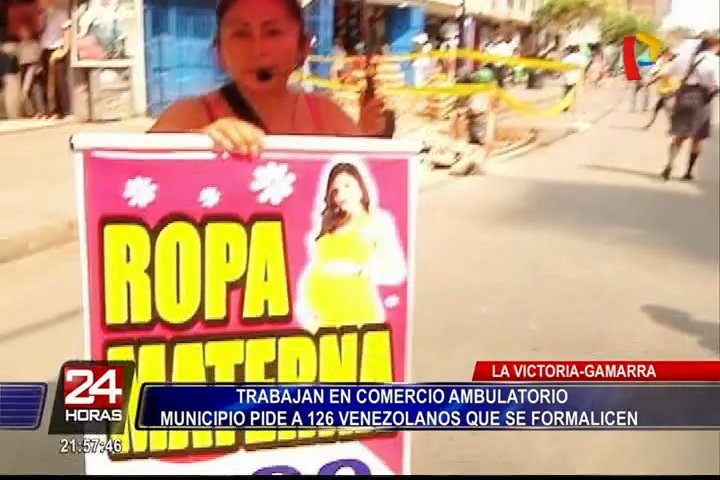 ROPA
MATERNA
LA VICTORIA-GAMARRA
24
HORAS
TRABAJAN EN COMERCIO AMBULATORIO
MUNICIPIO PIDE A 126 VENEZOLANOS QUE SE FORMALICEN
21:57:46